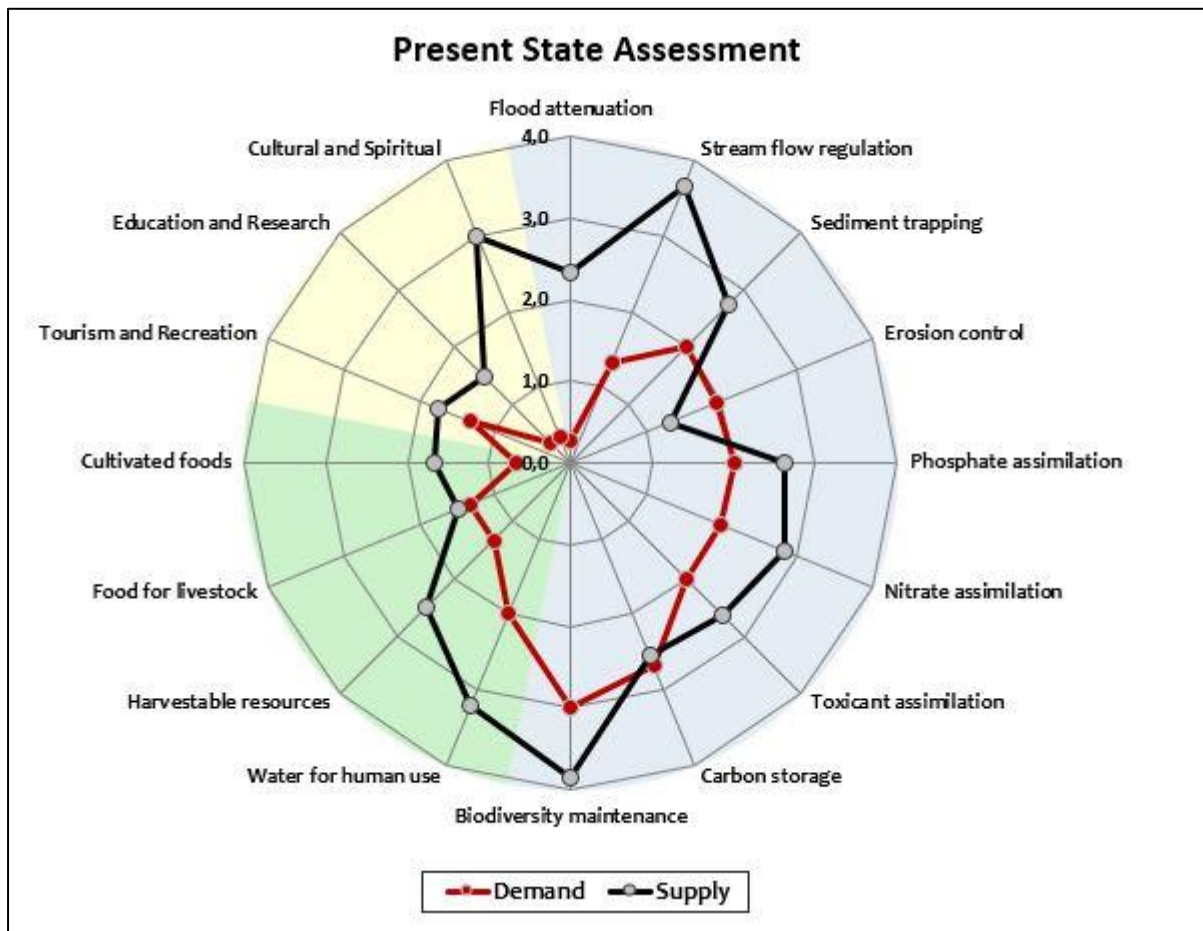 Present State Assessment
Flood attenuation
Stream flow regulation
Sediment trapping
Erosion control
Phosphate assimilation
Nitrate assimilation
Toxicant assimilation
Carbon storage
Biodiversity maintenance
Water for human use
Harvestable resources
Food for livestock
Cultivated foods
Tourism and Recreation
Education and Research
Cultural and Spiritual
4,0
3,0
2,0
1,0
0,0
Demand
Supply